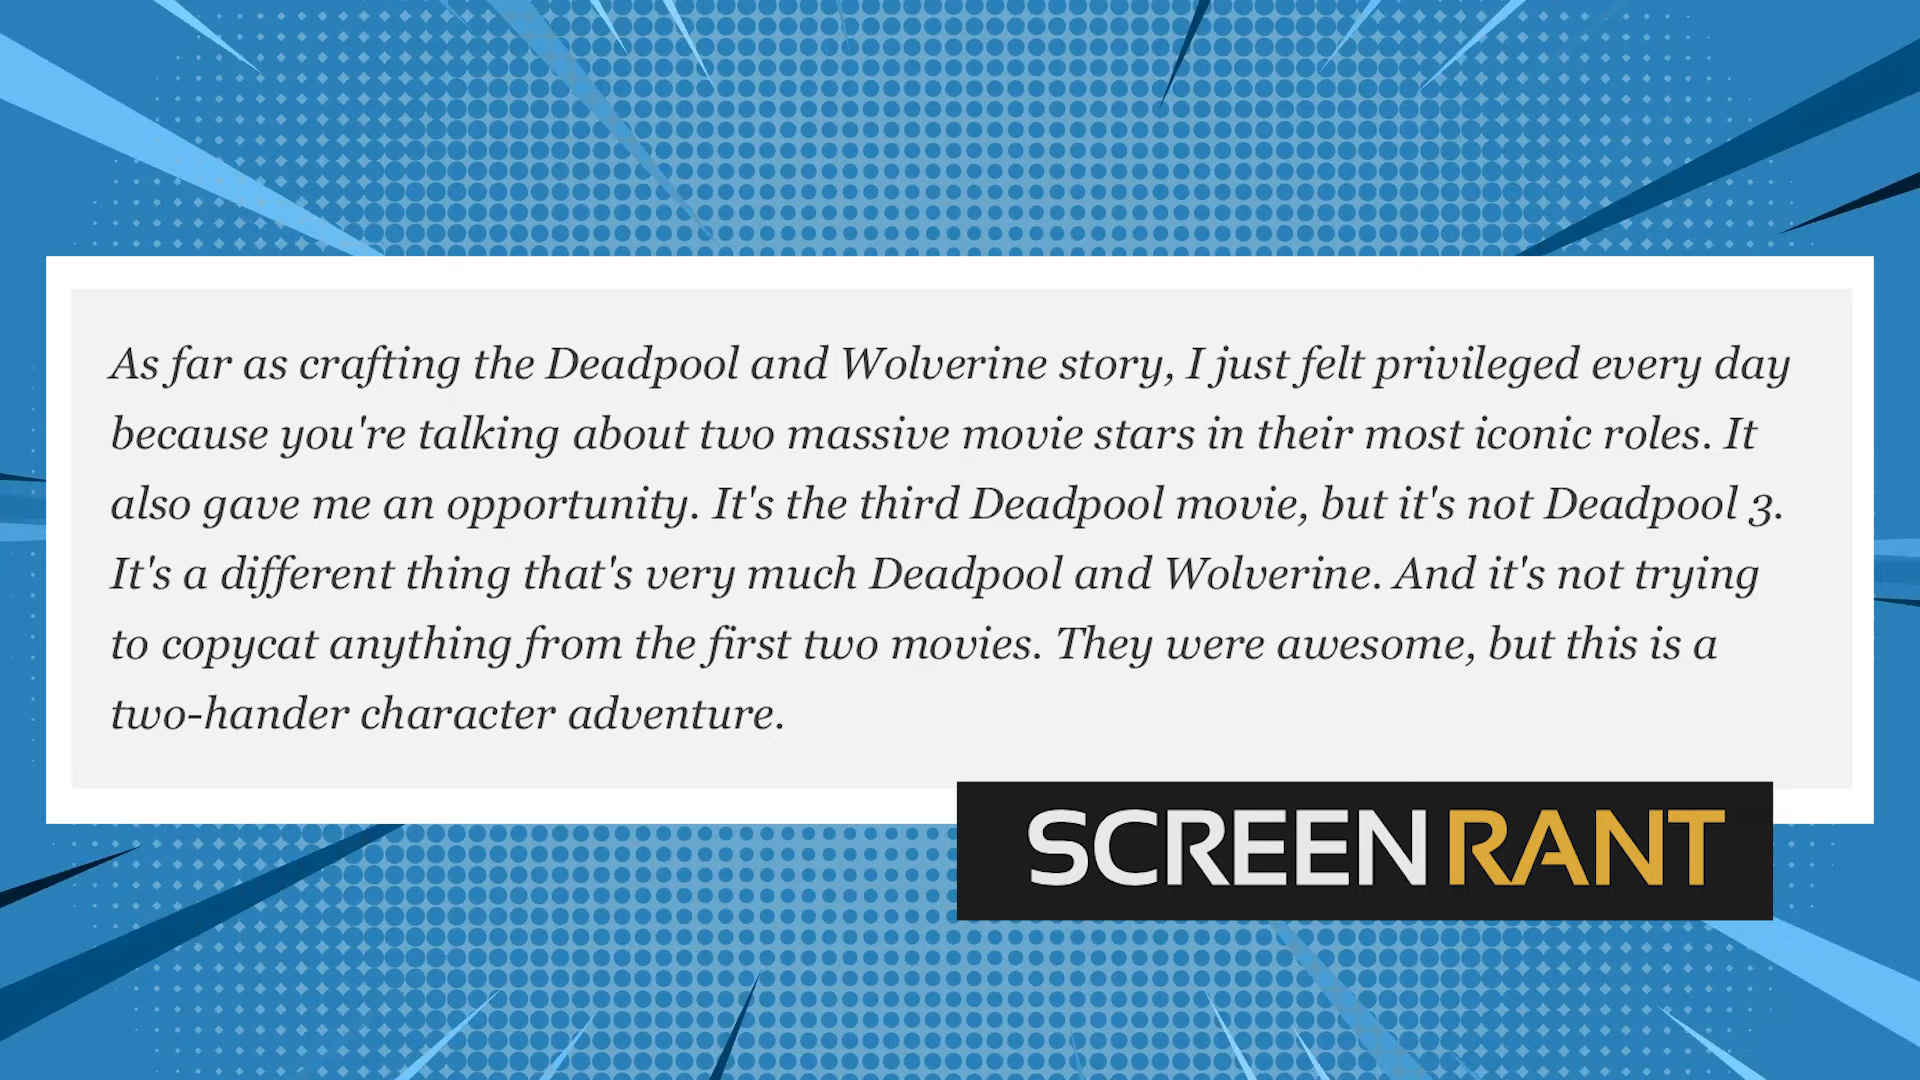 As far as crafting the Deadpool and Wolverine story, I just felt privileged every day
because you're talking about two massive movie stars in their most iconic roles. It
also gave me an opportunity. It's the third Deadpool movie, but it's not Deadpool 3.
It's a different thing that's very much Deadpool and Wolverine. And it's not trying
to copycat anything from the first two movies. They were awesome, but this is a
two-hander character adventure.
SCREENRANT